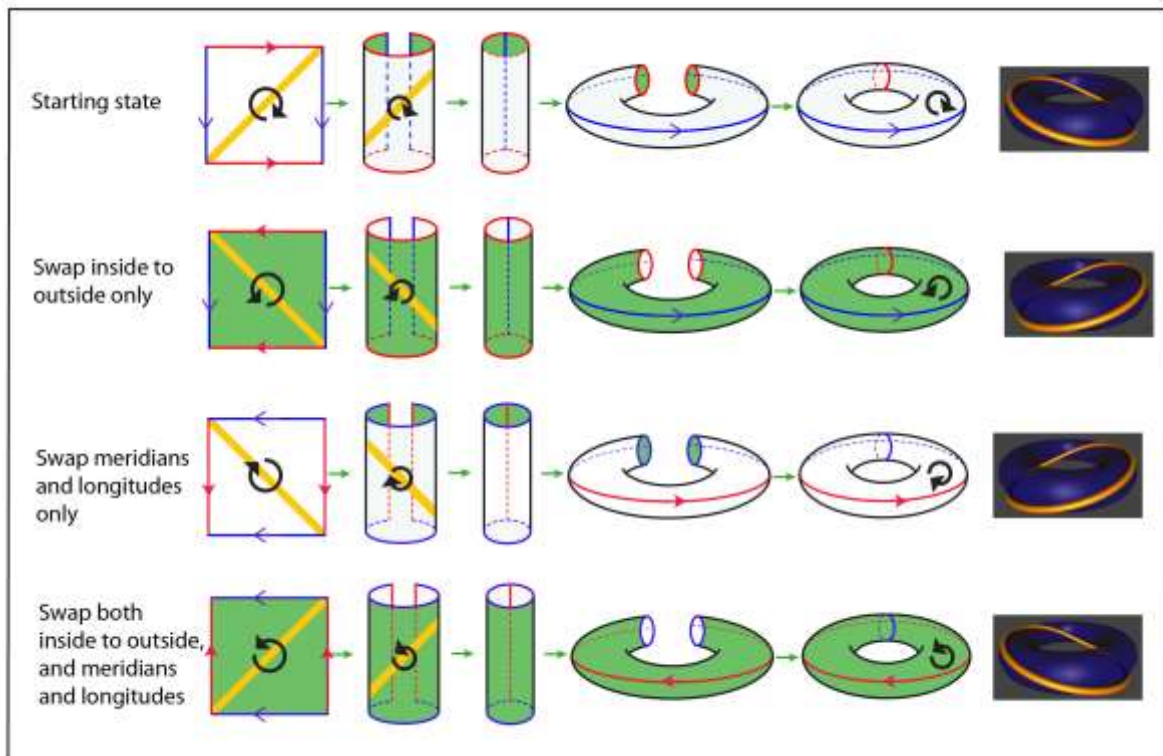 Starting state
Swap inside to
outside only
Swap meridians
and longitudes
only
Swap both
inside to outside,
and meridians
and longitudes